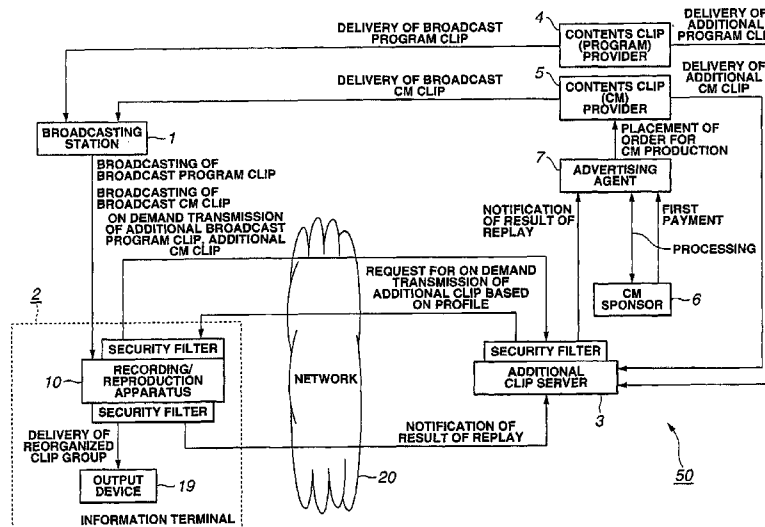 DELIVERY OF BROADCAST
PROGRAM CLIP
4
CONTENTS CLIP
(PROGRAM)
PROVIDER
DELIVERY OF
ADDITIONAL
PROGRAM CLIP
DELIVERY OF BROADCAST
CM CLIP
5
CONTENTS CLIP
(CM)
PROVIDER
DELIVERY OF
ADDITIONAL
CM CLIP
BROADCASTING
STATION
1
PLACEMENT OF
ORDER FOR
CM PRODUCTION
7
ADVERTISING
AGENT
BROADCASTING OF
BROADCAST PROGRAM CLIP
BROADCASTING OF
BROADCAST CM CLIP
ON DEMAND TRANSMISSION
OF ADDITIONAL BROADCAST
PROGRAM CLIP, ADDITIONAL
CM CLIP
NOTIFICATION
OF RESULT OF
REPLAY
FIRST
PAYMENT
PROCESSING
REQUEST FOR ON DEMAND
TRANSMISSION OF
ADDITIONAL CLIP BASED
ON PROFILE
CM
SPONSOR
6
2
SECURITY FILTER
10
RECORDING/
REPRODUCTION
APPARATUS
SECURITY FILTER
NETWORK
SECURITY FILTER
ADDITIONAL
CLIP SERVER
3
DELIVERY OF
REORGANIZED
CLIP GROUP
NOTIFICATION OF
RESULT OF REPLAY
OUTPUT
DEVICE
19
20
50
INFORMATION TERMINAL